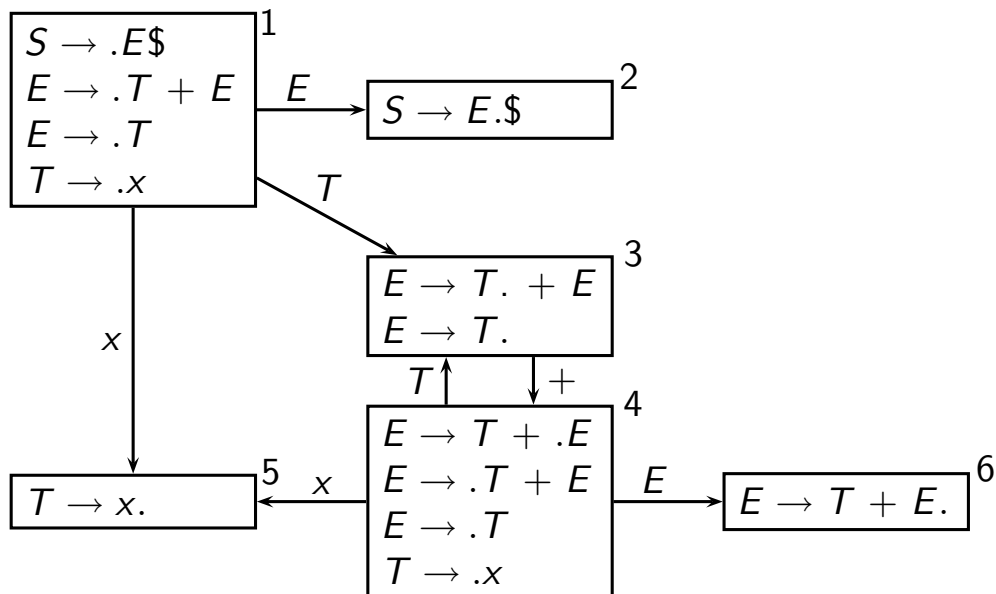 1
S → .E$
E → .T + E
E → .T
T → .x
E
2
S → E.$
T
3
E → T. + E
E → T.
x
T
+
4
E → T + .E
E → .T + E
E → .T
T → .x
5
T → x.
x
E
6
E → T + E.